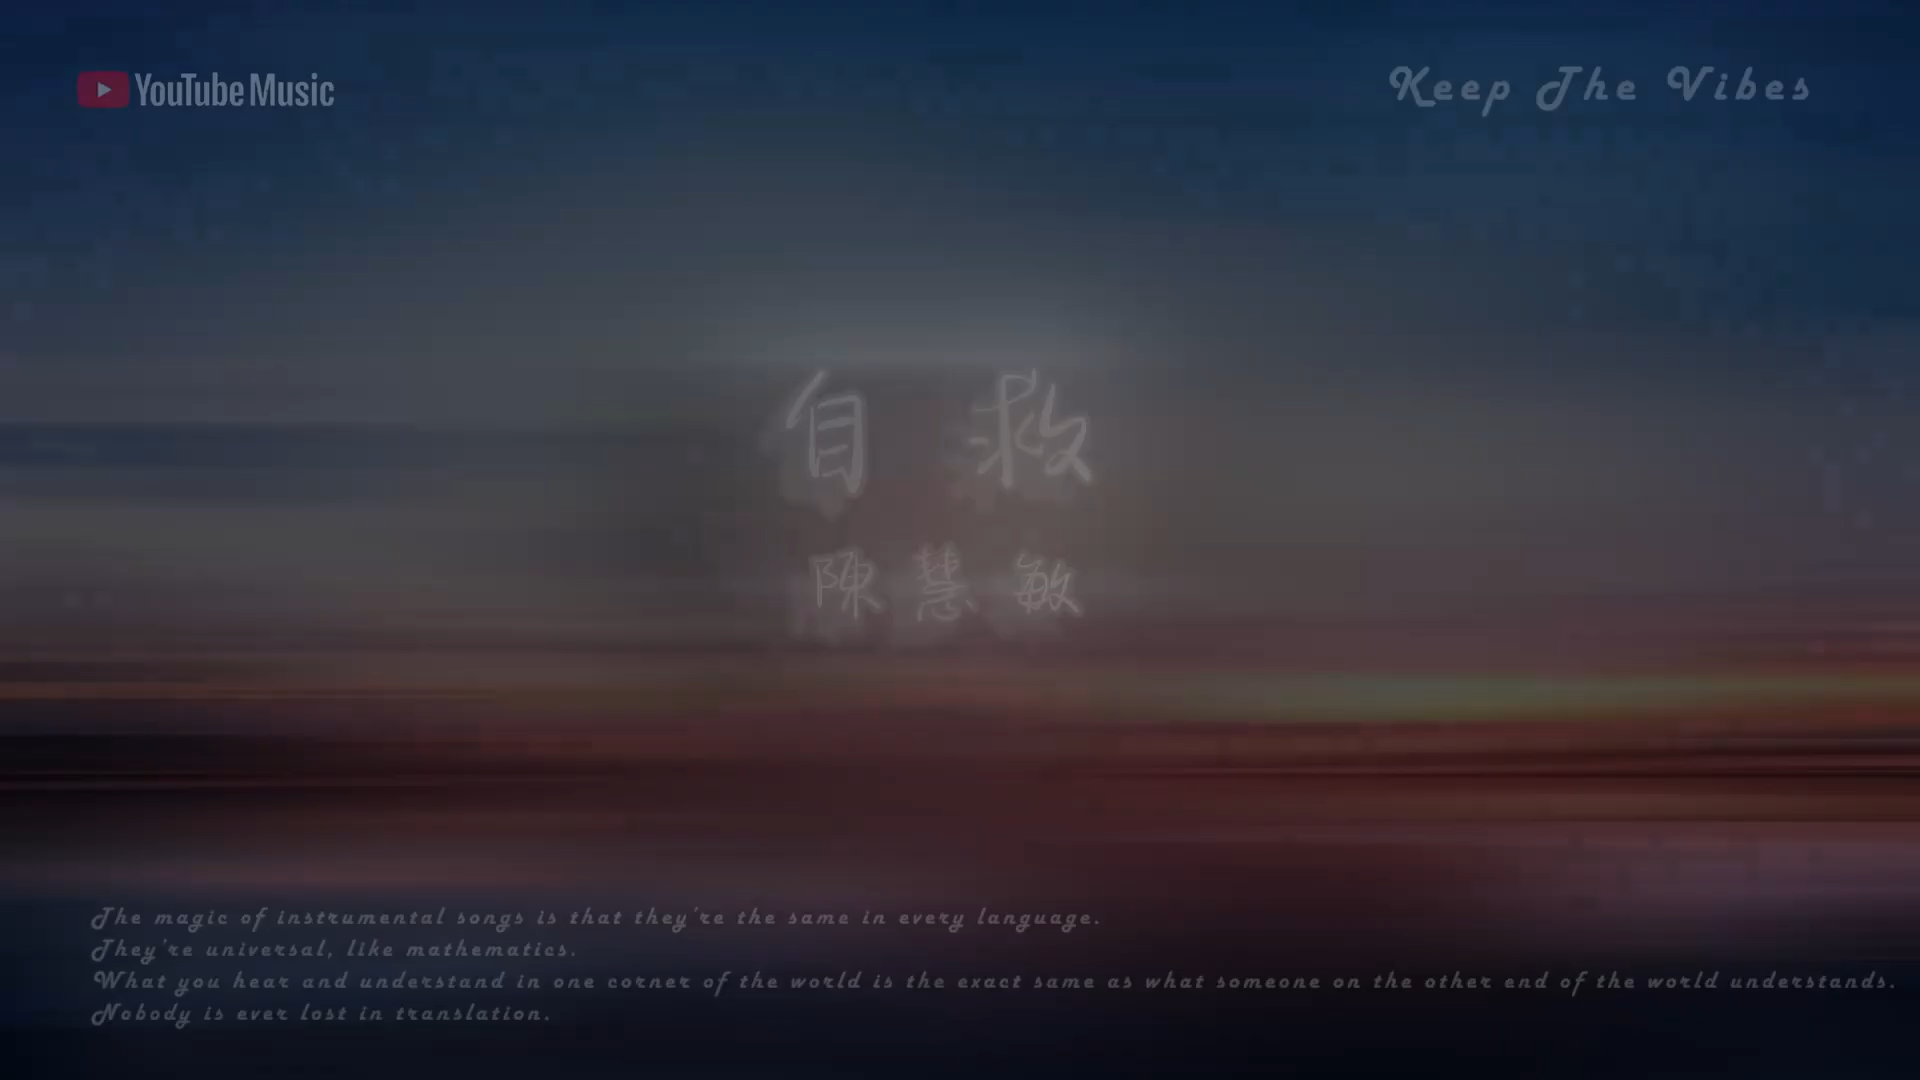 YouTube Music
Keep The Vibes
自救
陳慧敏
The magic of instrumental songs is that they're the same in every language.
They're universal, like mathematics.
What you hear and understand in one corner of the world is the exact same as what someone on the other end of the world understands.
Nobody is ever lost in translation.